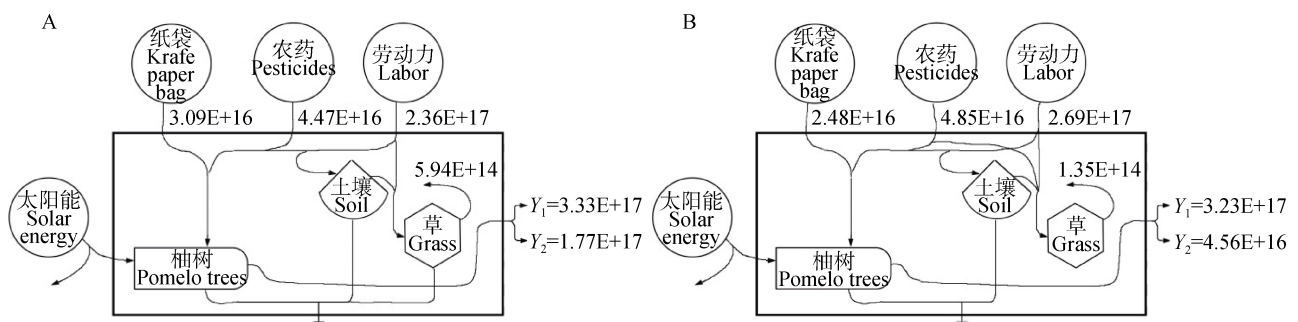 A
纸袋
Krafe
paper
bag
农药
Pesticides
劳动力
Labor
3.09E+16
4.47E+16
2.36E+17
太阳能
Solar
energy
土壤
Soil
5.94E+14
草
Grass
Y₁=3.33E+17
Y₂=1.77E+17
柚树
Pomelo trees
B
纸袋
Krafe
paper
bag
农药
Pesticides
劳动力
Labor
2.48E+16
4.85E+16
2.69E+17
太阳能
Solar
energy
土壤
Soil
1.35E+14
草
Grass
Y₁=3.23E+17
Y₂=4.56E+16
柚树
Pomelo trees